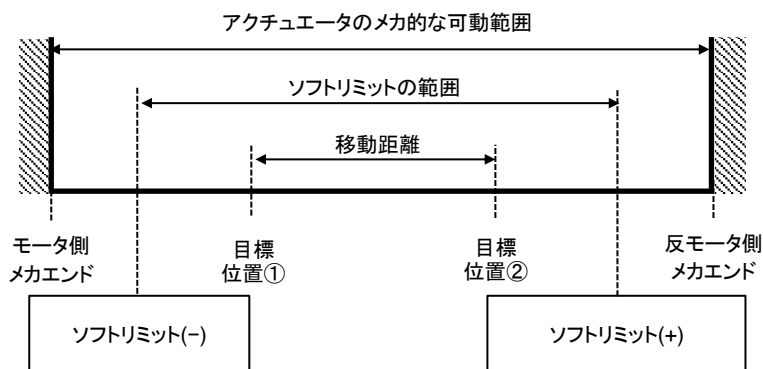 アクチュエータのメカ的な可動範囲
ソフトリミットの範囲
移動距離
モータ側
メカエンド
目標
位置①
目標
位置②
反モータ側
メカエンド
ソフトリミット(−)
ソフトリミット(+)